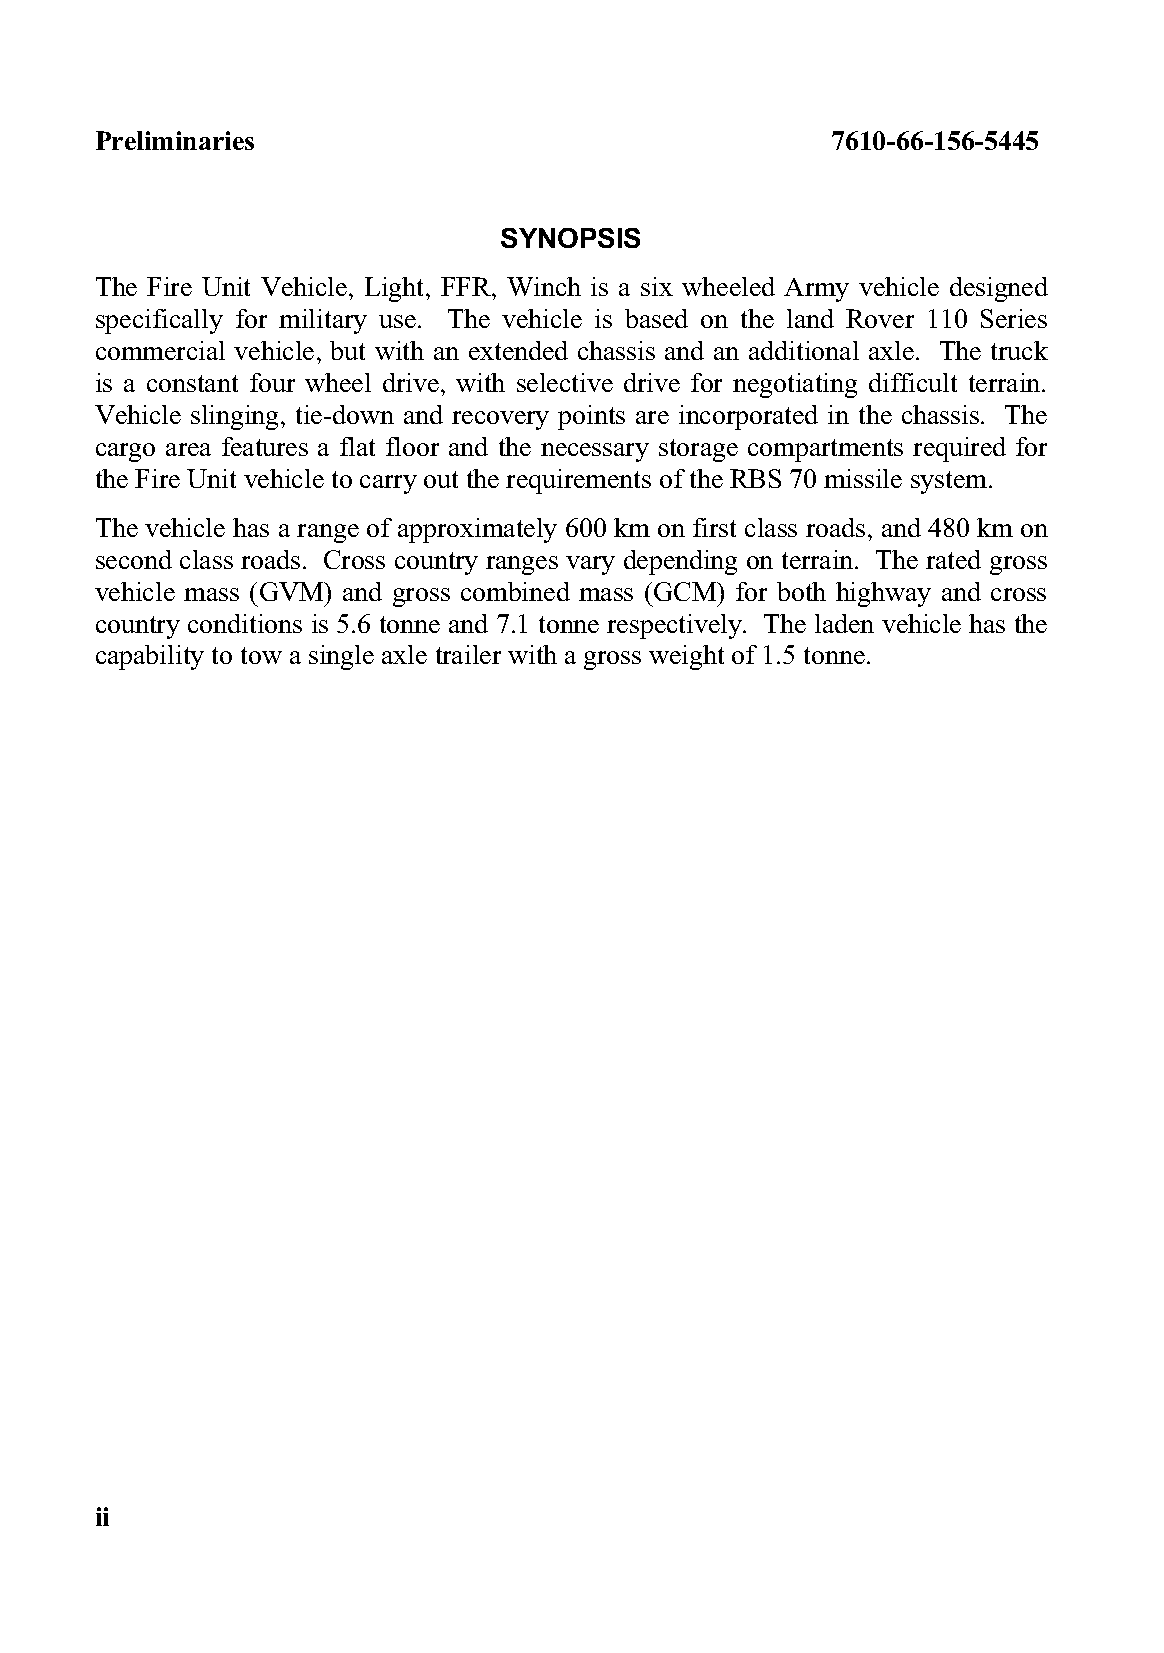 Preliminaries 7610-66-156-5445
SYNOPSIS
The Fire Unit Vehicle, Light, FFR, Winch is a six wheeled Army vehicle designed
specifically for military use. The vehicle is based on the land Rover 110 Series
commercial vehicle, but with an extended chassis and an additional axle. The truck
is a constant four wheel drive, with selective drive for negotiating difficult terrain.
Vehicle slinging, tie-down and recovery points are incorporated in the chassis. The
cargo area features a flat floor and the necessary storage compartments required for
the Fire Unit vehicle to carry out the requirements of the RBS 70 missile system.
The vehicle has a range of approximately 600 km on first class roads, and 480 km on
second class roads. Cross country ranges vary depending on terrain. The rated gross
vehicle mass (GVM) and gross combined mass (GCM) for both highway and cross
country conditions is 5.6 tonne and 7.1 tonne respectively. The laden vehicle has the
capability to tow a single axle trailer with a gross weight of 1.5 tonne.
ii